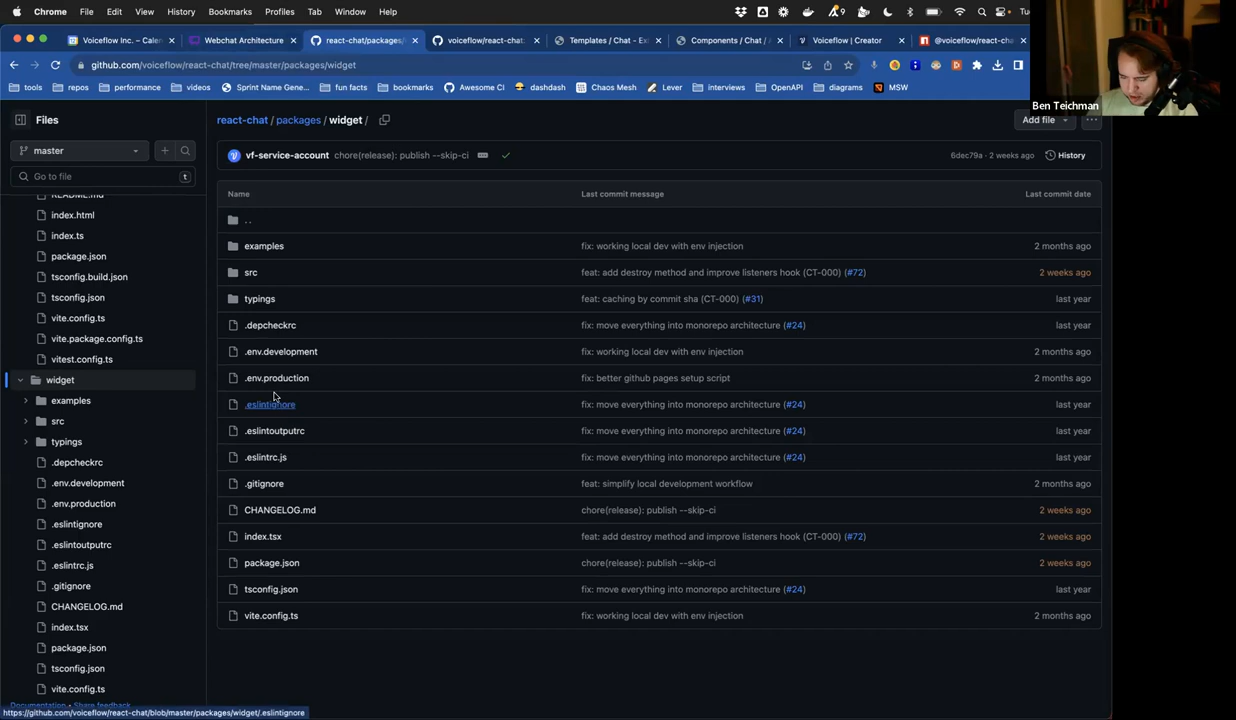 Chrome File Edit View History Bookmarks Profiles Tab Window Help
9
Voiceflow Inc. – Calen
Webchat Architecture
react-chat/packages/
voiceflow/react-chat:
Templates / Chat - Ex
Components / Chat /
Voiceflow | Creator
@voiceflow/react-cha
github.com/voiceflow/react-chat/tree/master/packages/widget
tools repos performance videos Sprint Name Gene... fun facts bookmarks Awesome CI dashdash Chaos Mesh Lever interviews OpenAPI diagrams MSW
Ben Teichman
Files
react-chat / packages / widget /
Add file
master
vf-service-account chore(release): publish --skip-ci
6dec79a · 2 weeks ago History
Go to file t
README.md
index.html
index.ts
package.json
tsconfig.build.json
tsconfig.json
vite.config.ts
vite.package.config.ts
vitest.config.ts
widget
examples
src
typings
.depcheckrc
.env.development
.env.production
.eslintignore
.eslintoutputrc
.eslintrc.js
.gitignore
CHANGELOG.md
index.tsx
package.json
tsconfig.json
vite.config.ts
Documentation · Share feedback
Name Last commit message Last commit date
..
examples fix: working local dev with env injection 2 months ago
src feat: add destroy method and improve listeners hook (CT-000) (#72) 2 weeks ago
typings feat: caching by commit sha (CT-000) (#31) last year
.depcheckrc fix: move everything into monorepo architecture (#24) last year
.env.development fix: working local dev with env injection 2 months ago
.env.production fix: better github pages setup script 2 months ago
.eslintignore fix: move everything into monorepo architecture (#24) last year
.eslintoutputrc fix: move everything into monorepo architecture (#24) last year
.eslintrc.js fix: move everything into monorepo architecture (#24) last year
.gitignore feat: simplify local development workflow 2 months ago
CHANGELOG.md chore(release): publish --skip-ci 2 weeks ago
index.tsx feat: add destroy method and improve listeners hook (CT-000) (#72) 2 weeks ago
package.json chore(release): publish --skip-ci 2 weeks ago
tsconfig.json fix: move everything into monorepo architecture (#24) last year
vite.config.ts fix: working local dev with env injection 2 months ago
https://github.com/voiceflow/react-chat/blob/master/packages/widget/.eslintignore